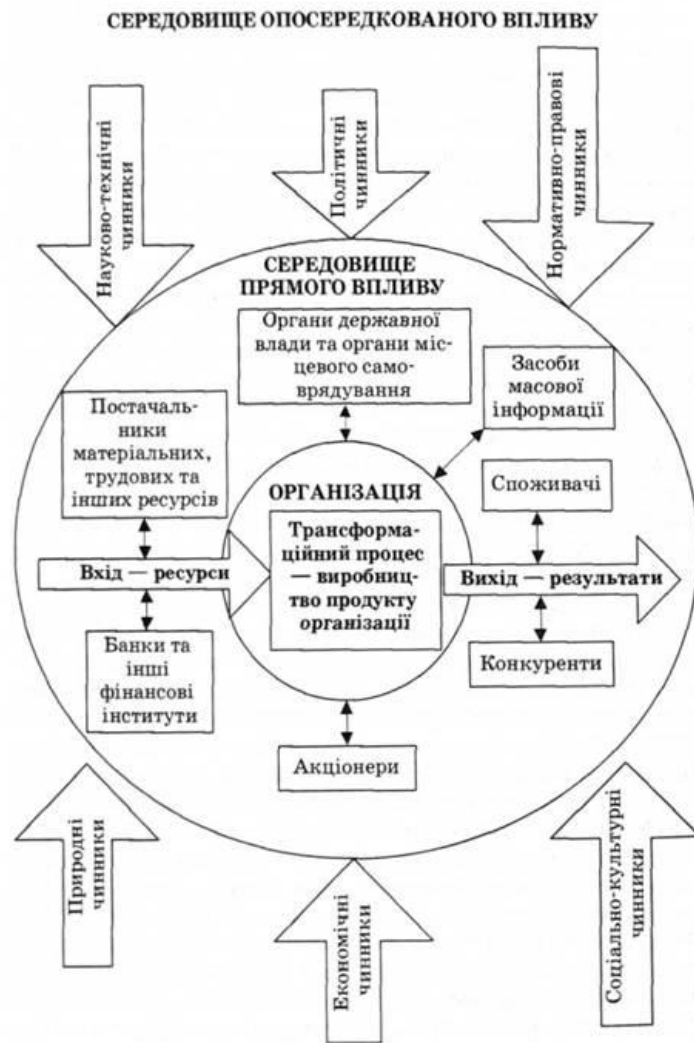 СЕРЕДОВИЩЕ ОПОСЕРЕДКОВАНОГО ВПЛИВУ
Науково-технічні
чинники
Політичні
чинники
Нормативно-правові
чинники
СЕРЕДОВИЩЕ
ПРЯМОГО ВПЛИВУ
Органи державної
влади та органи міс-
цевого само-
врядування
Засоби
масової
інформації
Постачаль-
ники
матеріальних,
трудових та
інших ресурсів
ОРГАНІЗАЦІЯ
Споживачі
Трансформа-
ційний процес
— виробниц-
тво продукту
організації
Вхід — ресурси
Вихід — результати
Банки та
інші
фінансові
інститути
Конкуренти
Акціонери
Природні
чинники
Економічні
чинники
Соціально-культурні
чинники